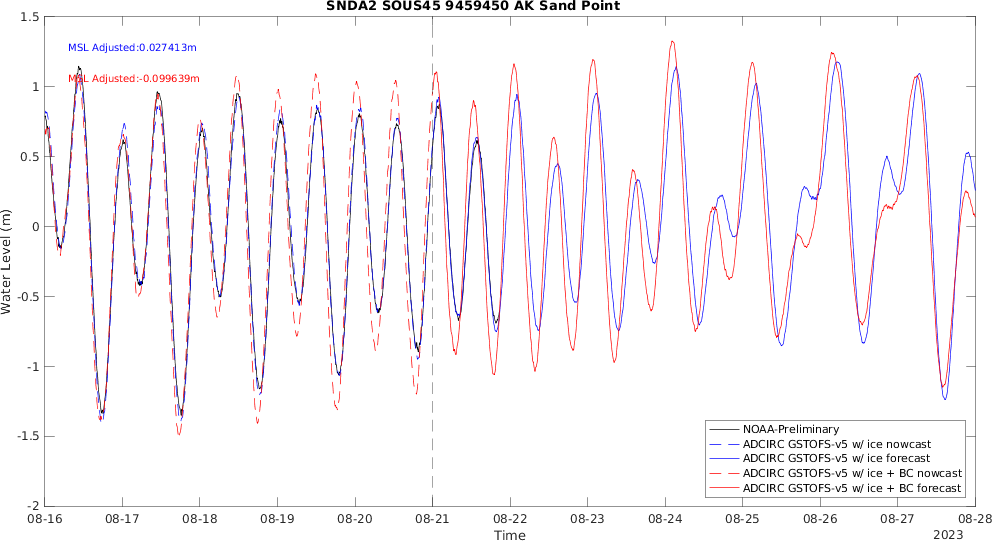 SNDA2 SOUS45 9459450 AK Sand Point
1.5
1
0.5
0
-0.5
-1
-1.5
-2
Water Level (m)
MSL Adjusted:0.027413m
MSL Adjusted:-0.099639m
NOAA-Preliminary
ADCIRC GSTOFS-v5 w/ ice nowcast
ADCIRC GSTOFS-v5 w/ ice forecast
ADCIRC GSTOFS-v5 w/ ice + BC nowcast
ADCIRC GSTOFS-v5 w/ ice + BC forecast
08-16 08-17 08-18 08-19 08-20 08-21 08-22 08-23 08-24 08-25 08-26 08-27 08-28
Time
2023